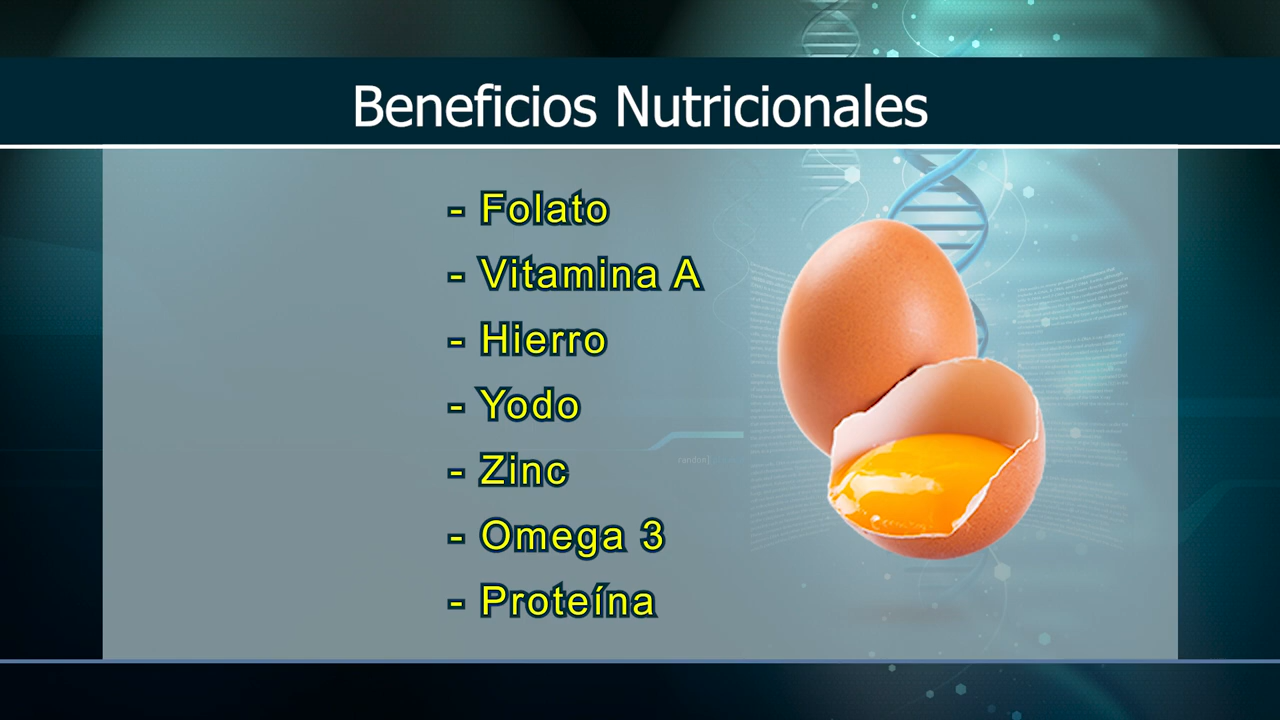 Beneficios Nutricionales
- Folato
- Vitamina A
- Hierro
- Yodo
- Zinc
- Omega 3
- Proteína